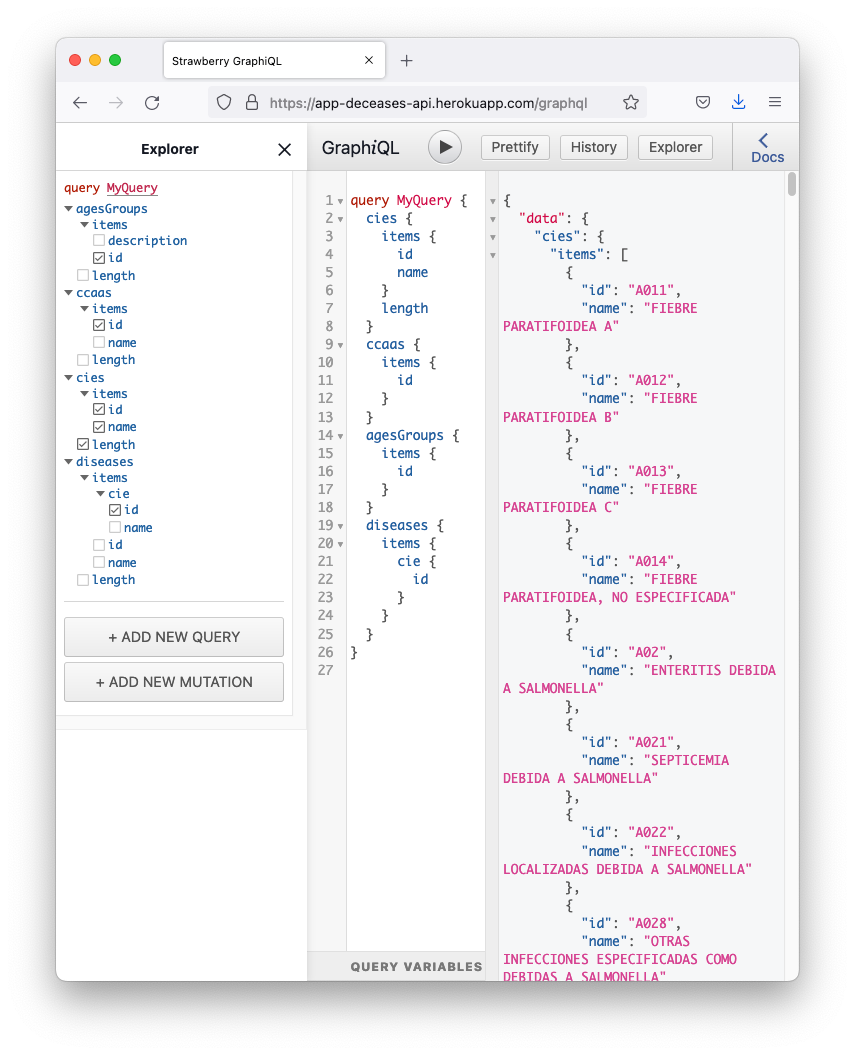 Strawberry GraphiQL
https://app-deceases-api.herokuapp.com/graphql
Explorer
query MyQuery
agesGroups
items
description
id
length
ccaas
items
id
name
length
cies
items
id
name
length
diseases
items
cie
id
name
id
name
length
+ ADD NEW QUERY
+ ADD NEW MUTATION
GraphiQL
Prettify
History
Explorer
Docs
1 query MyQuery {
2 cies {
3 items {
4 id
5 name
6 }
7 length
8 }
9 ccaas {
10 items {
11 id
12 }
13 }
14 agesGroups {
15 items {
16 id
17 }
18 }
19 diseases {
20 items {
21 cie {
22 id
23 }
24 }
25 }
26 }
27
QUERY VARIABLES
{
"data": {
"cies": {
"items": [
{
"id": "A011",
"name": "FIEBRE
PARATIFOIDEA A"
},
{
"id": "A012",
"name": "FIEBRE
PARATIFOIDEA B"
},
{
"id": "A013",
"name": "FIEBRE
PARATIFOIDEA C"
},
{
"id": "A014",
"name": "FIEBRE
PARATIFOIDEA, NO ESPECIFICADA"
},
{
"id": "A02",
"name": "ENTERITIS DEBIDA
A SALMONELLA"
},
{
"id": "A021",
"name": "SEPTICEMIA
DEBIDA A SALMONELLA"
},
{
"id": "A022",
"name": "INFECCIONES
LOCALIZADAS DEBIDA A SALMONELLA"
},
{
"id": "A028",
"name": "OTRAS
INFECCIONES ESPECIFICADAS COMO
DEBIDAS A SALMONELLA"